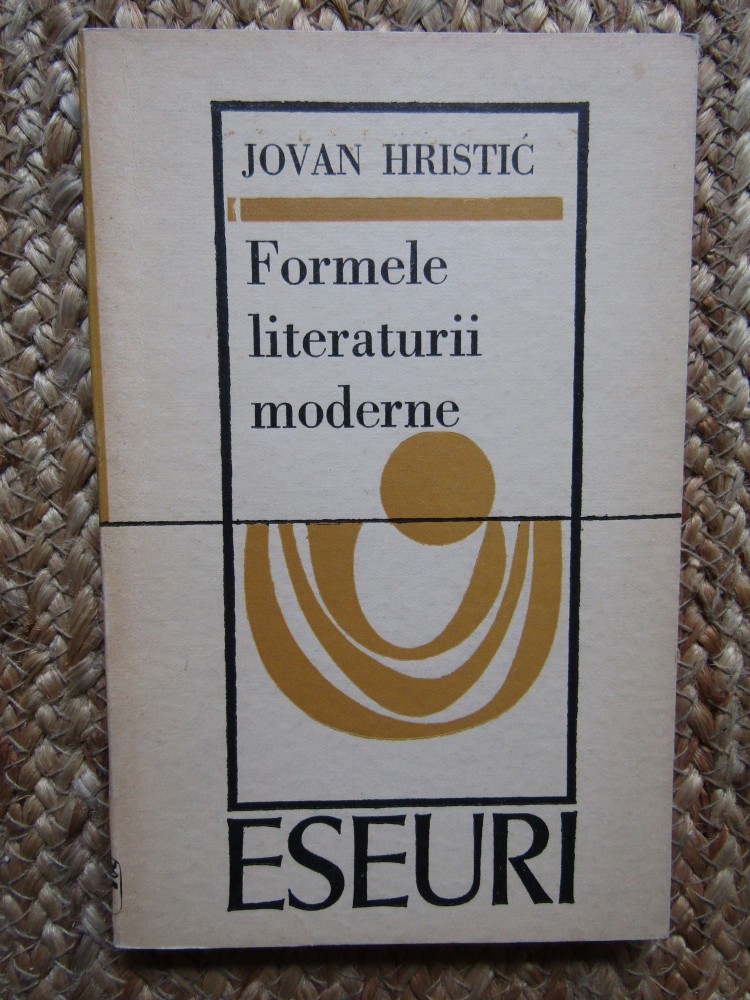 JOVAN HRISTIĆ
Formele
literaturii
moderne
ESEURI